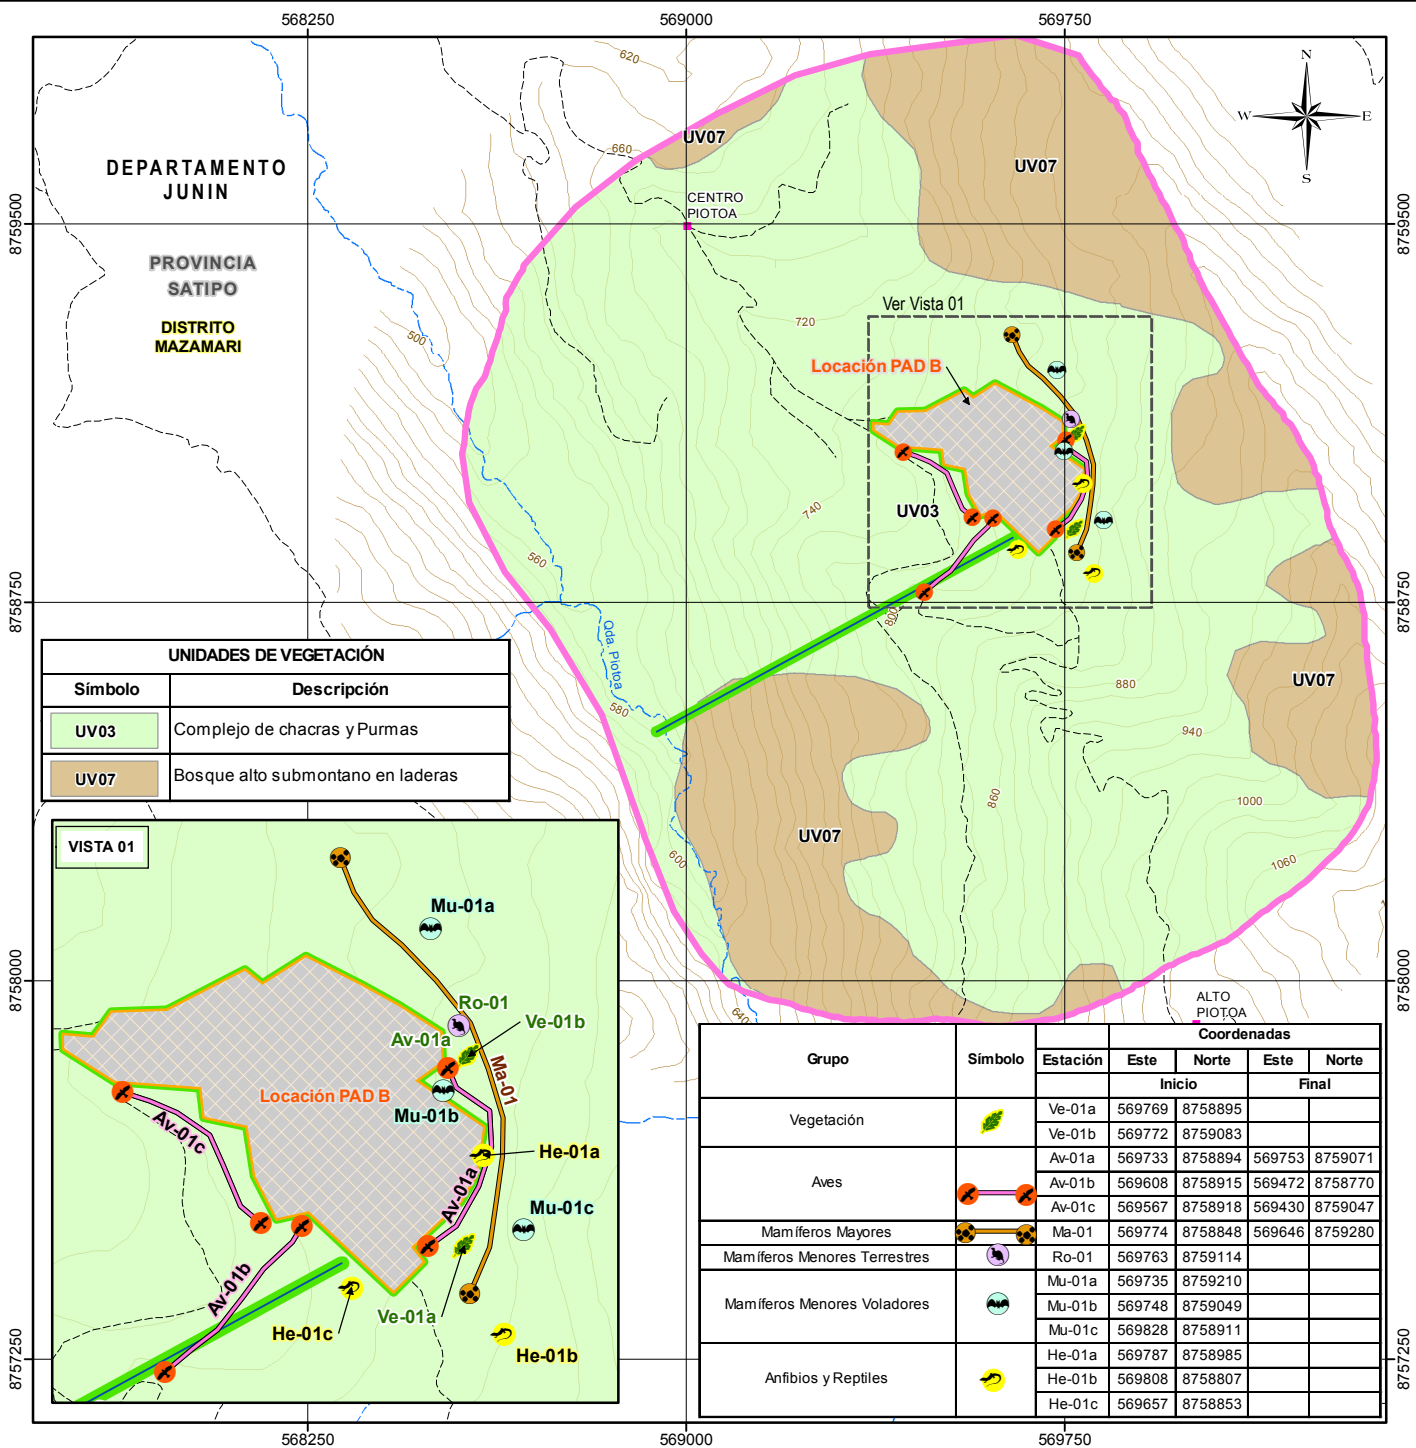 568250 569000 569750
620
N
W E
S
660
UV07
UV07
DEPARTAMENTO
JUNIN
CENTRO
PIOTOA
8759500 8759500
PROVINCIA
SATIPO
DISTRITO
MAZAMARI
500
720
Ver Vista 01
Locación PAD B
740
UV03
560
8758750 8758750
800
Qda. Piotoa
580
880
UV07
940
860
1000
UV07
600
1060
640
8758000 8758000
ALTO
PIOTOA
UNIDADES DE VEGETACIÓN
Símbolo Descripción
UV03 Complejo de chacras y Purmas
UV07 Bosque alto submontano en laderas
VISTA 01
Mu-01a
Ro-01
Ve-01b
Av-01a
Ma-01
Locación PAD B
Mu-01b
Av-01c
He-01a
Av-01a
Mu-01c
Av-01b
Ve-01a
He-01c
He-01b
Grupo Símbolo Coordenadas
Estación Este Norte Este Norte
Inicio Final
Vegetación Ve-01a 569769 8758895
Ve-01b 569772 8759083
Aves Av-01a 569733 8758894 569753 8759071
Av-01b 569608 8758915 569472 8758770
Av-01c 569567 8758918 569430 8759047
Mamíferos Mayores Ma-01 569774 8758848 569646 8759280
Mamíferos Menores Terrestres Ro-01 569763 8759114
Mamíferos Menores Voladores Mu-01a 569735 8759210
Mu-01b 569748 8759049
Mu-01c 569828 8758911
Anfibios y Reptiles He-01a 569787 8758985
He-01b 569808 8758807
He-01c 569657 8758853
8757250 8757250
568250 569000 569750